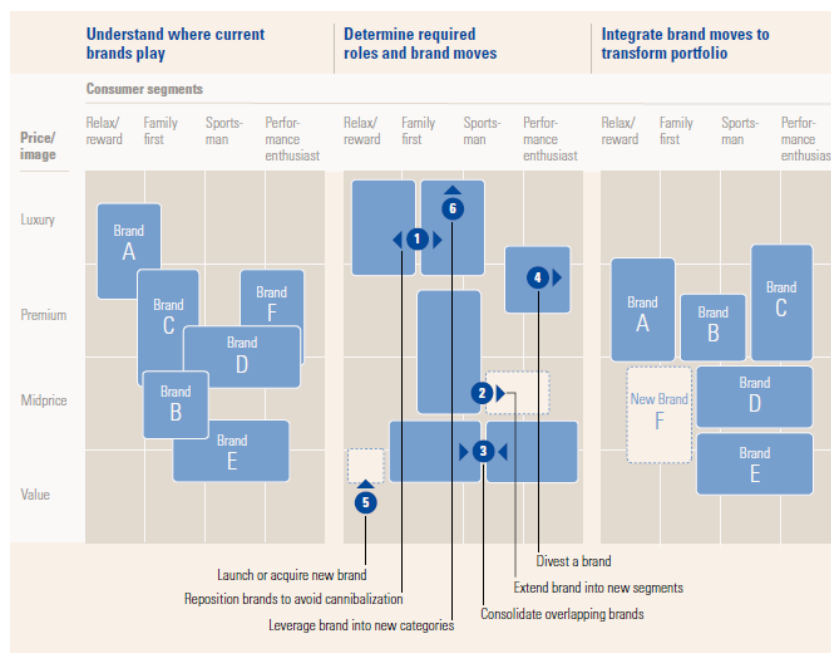 Understand where current
brands play
Determine required
roles and brand moves
Integrate brand moves to
transform portfolio
Consumer segments
Price/
image
Relax/
reward
Family
first
Sports-
man
Perfor-
mance
enthusiast
Relax/
reward
Family
first
Sports-
man
Perfor-
mance
enthusiast
Relax/
reward
Family
first
Sports-
man
Perfor-
mance
enthusiast
Luxury
Premium
Midprice
Value
Brand
A
Brand
C
Brand
F
Brand
D
Brand
B
Brand
E
1
6
4
2
3
5
Brand
A
Brand
B
Brand
C
New Brand
F
Brand
D
Brand
E
Launch or acquire new brand
Reposition brands to avoid cannibalization
Leverage brand into new categories
Divest a brand
Extend brand into new segments
Consolidate overlapping brands